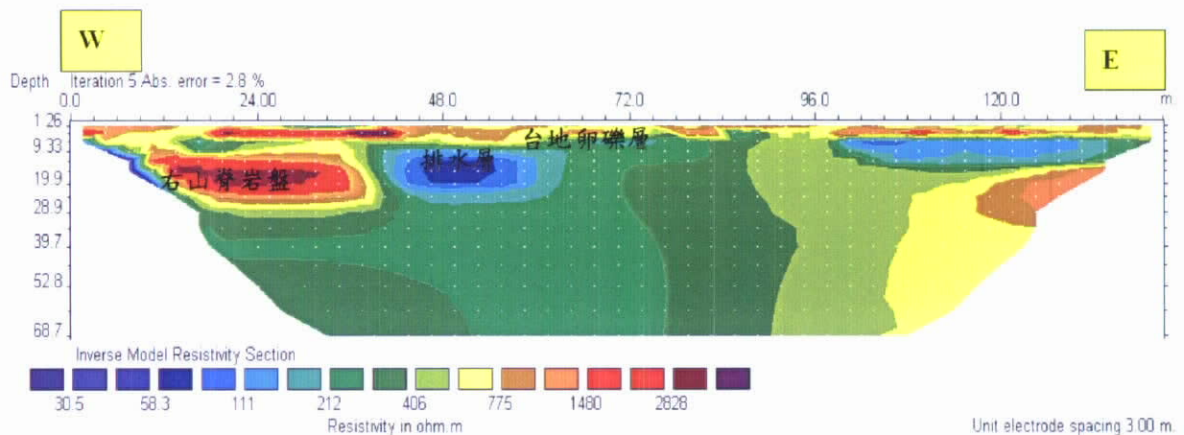 W
E
Depth Iteration 5 Abs. error = 2.8 %
0.0 24.00 48.0 72.0 96.0 120.0 m.
1.26
9.33
19.9
28.9
39.7
52.8
68.7
台地卵礫層
排水層
右山脊岩盤
Inverse Model Resistivity Section
30.5 58.3 111 212 406 775 1480 2828
Resistivity in ohm.m
Unit electrode spacing 3.00 m.